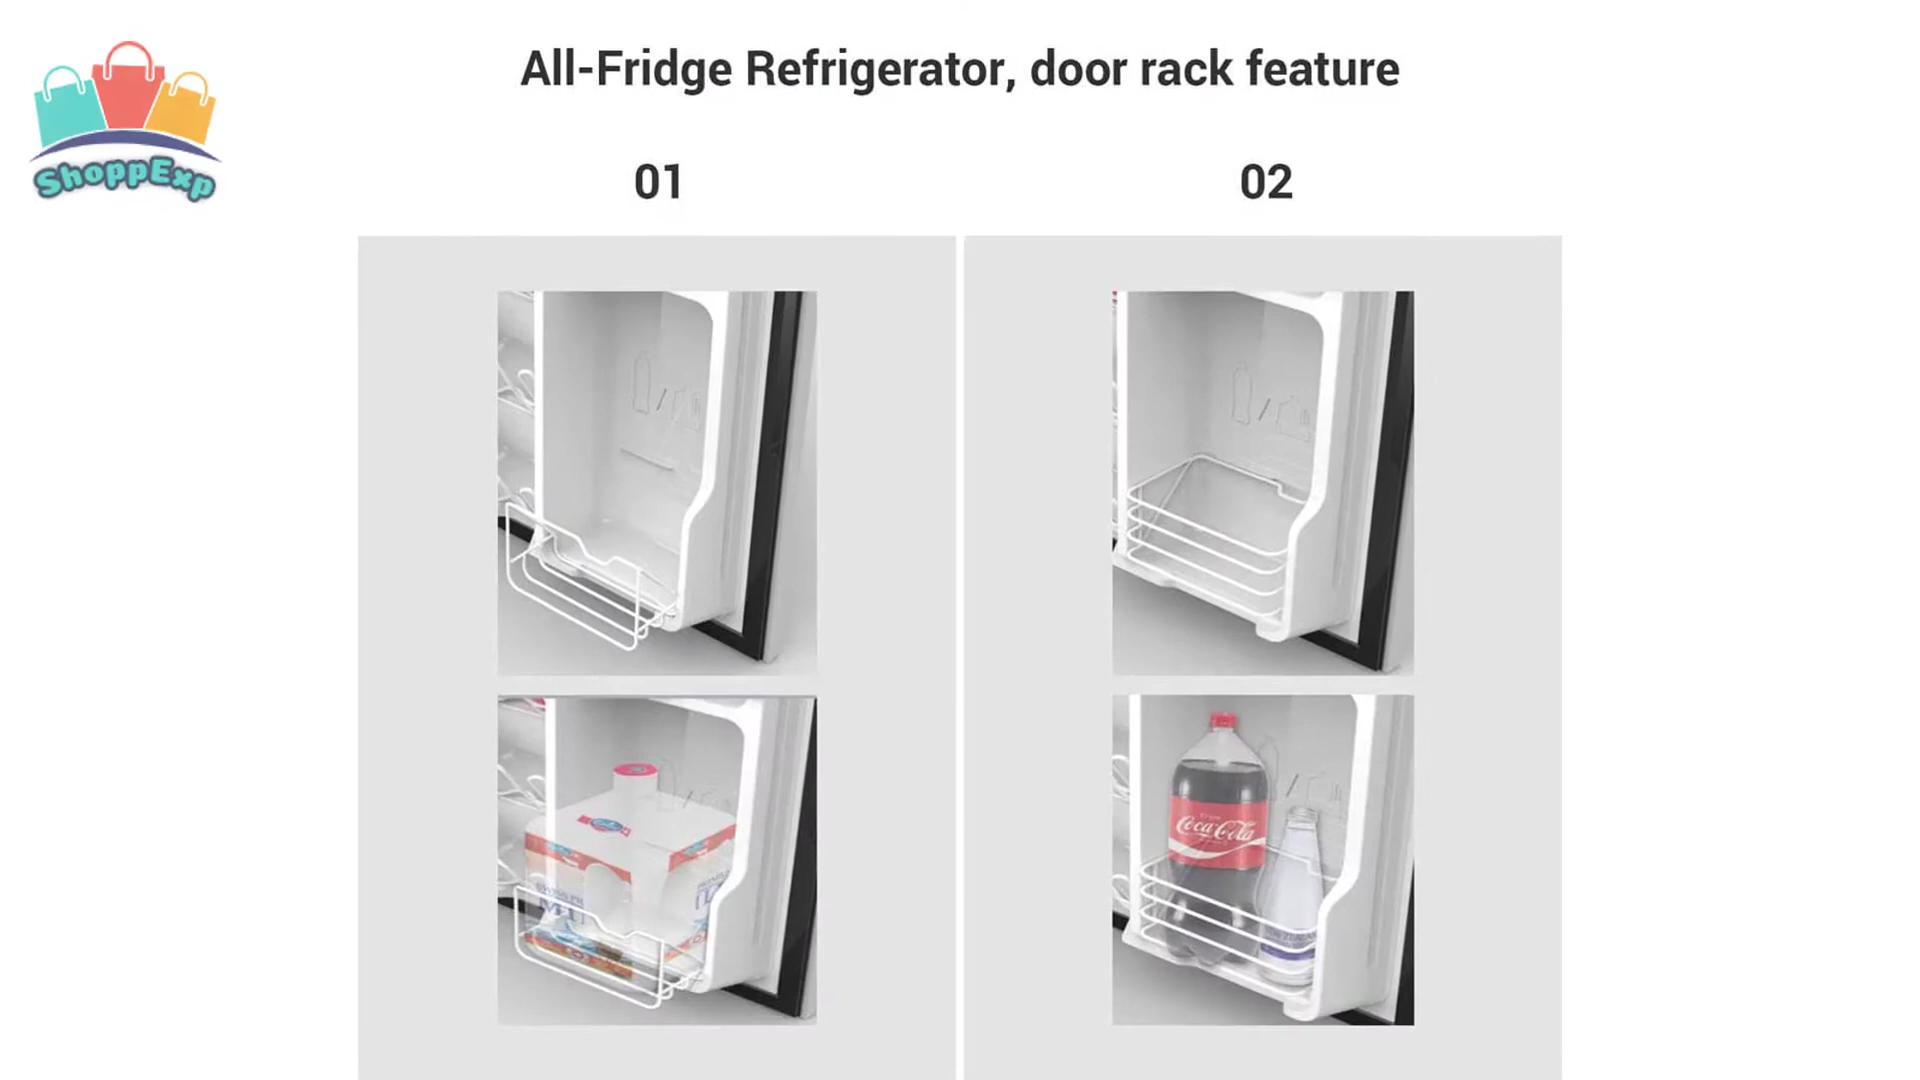 All-Fridge Refrigerator, door rack feature
ShoppExp
01
02
Coca-Cola